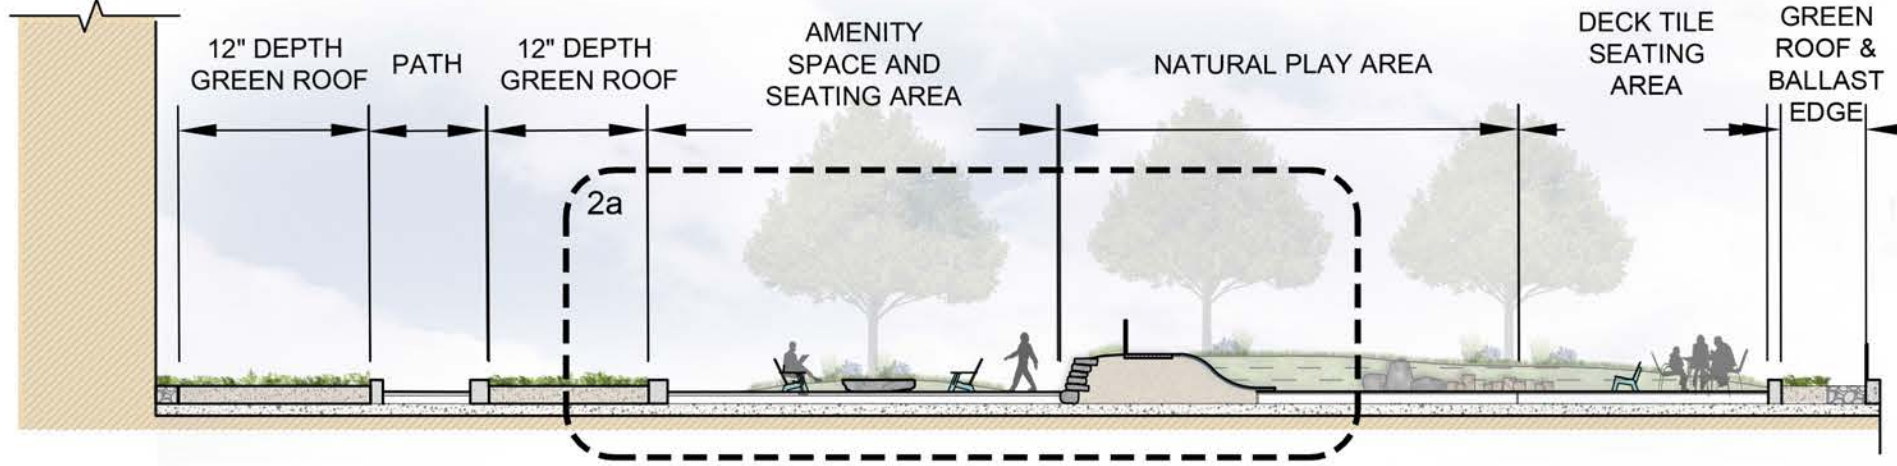 12" DEPTH
GREEN ROOF
PATH
12" DEPTH
GREEN ROOF
AMENITY
SPACE AND
SEATING AREA
NATURAL PLAY AREA
DECK TILE
SEATING
AREA
GREEN
ROOF &
BALLAST
EDGE
2a